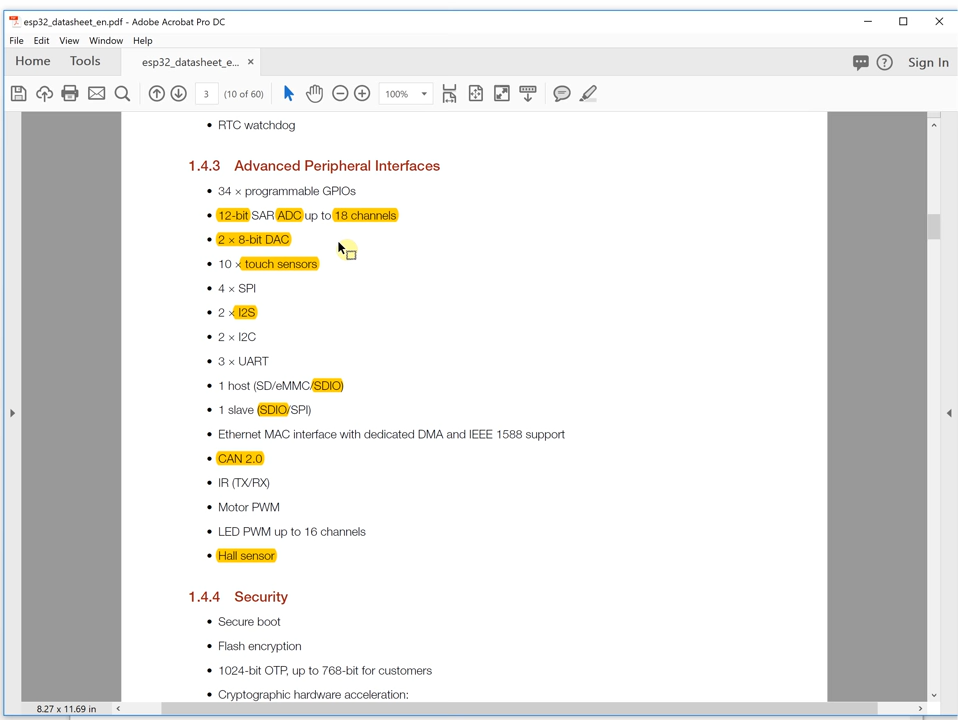 esp32_datasheet_en.pdf - Adobe Acrobat Pro DC
File Edit View Window Help
Home Tools esp32_datasheet_e... × Sign In
3 (10 of 60) 100%
• RTC watchdog
1.4.3 Advanced Peripheral Interfaces
• 34 × programmable GPIOs
• 12-bit SAR ADC up to 18 channels
• 2 × 8-bit DAC
• 10 × touch sensors
• 4 × SPI
• 2 × I2S
• 2 × I2C
• 3 × UART
• 1 host (SD/eMMC/SDIO)
• 1 slave (SDIO/SPI)
• Ethernet MAC interface with dedicated DMA and IEEE 1588 support
• CAN 2.0
• IR (TX/RX)
• Motor PWM
• LED PWM up to 16 channels
• Hall sensor
1.4.4 Security
• Secure boot
• Flash encryption
• 1024-bit OTP, up to 768-bit for customers
• Cryptographic hardware acceleration:
8.27 x 11.69 in